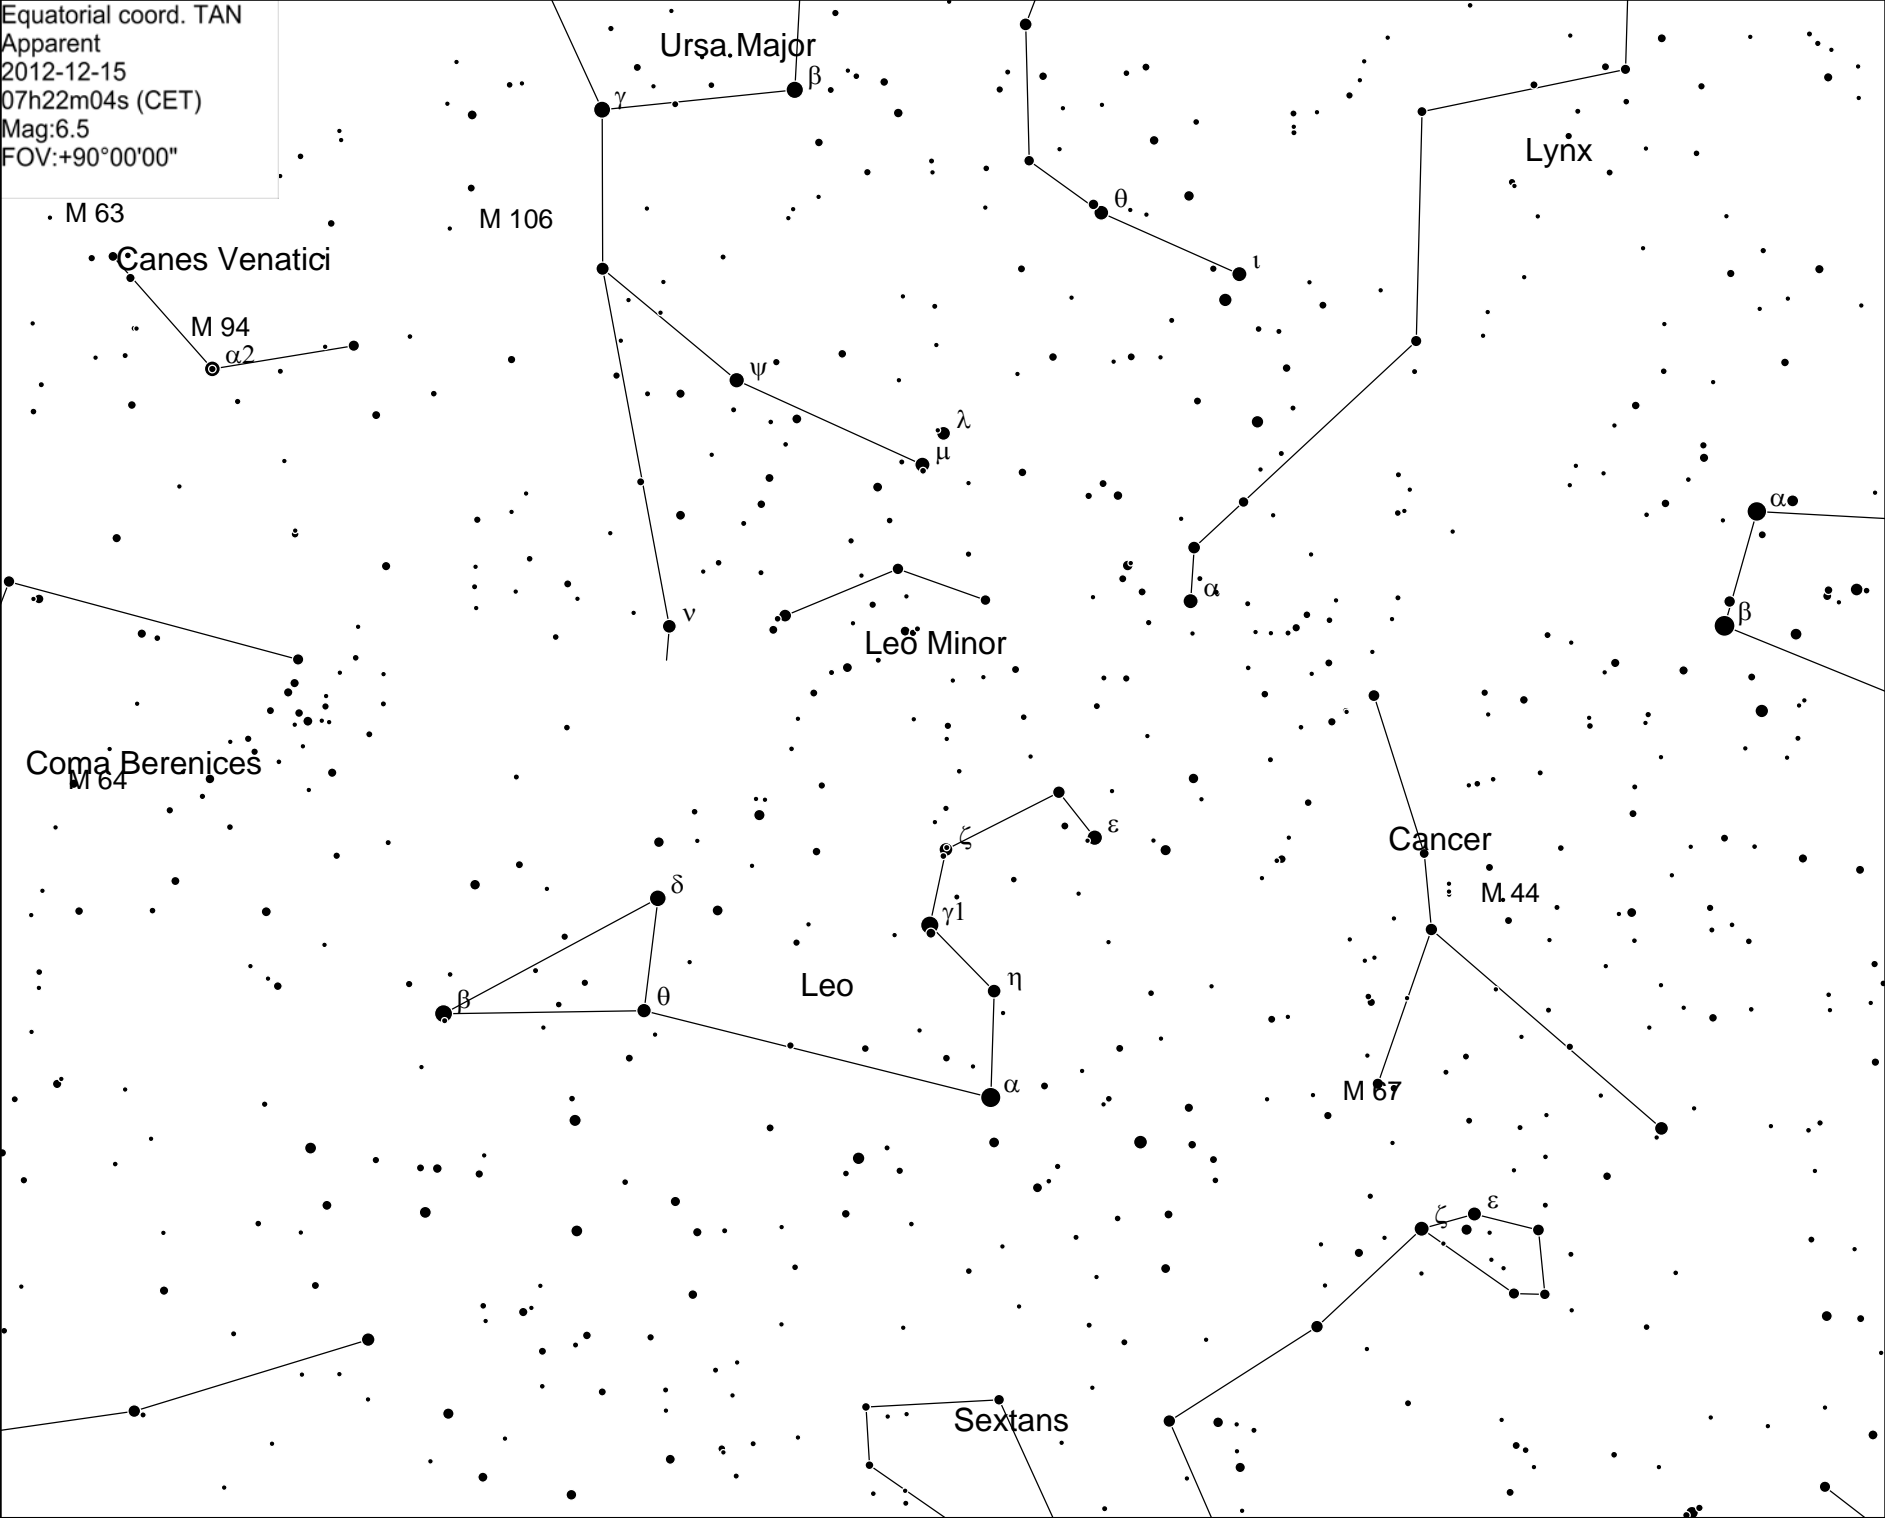 Equatorial coord. TAN
Apparent
2012-12-15
07h22m04s (CET)
Mag:6.5
FOV:+90°00'00"
Ursa Major
γ
β
Lynx
θ
M 63
M 106
Canes Venatici
ι
M 94
α2
ψ
λ
μ
α
α
β
ν
Leo Minor
Coma Berenices
M 64
ε
ζ
Cancer
δ
M 44
γ1
Leo
η
β
θ
α
M 67
ε
ζ
Sextans